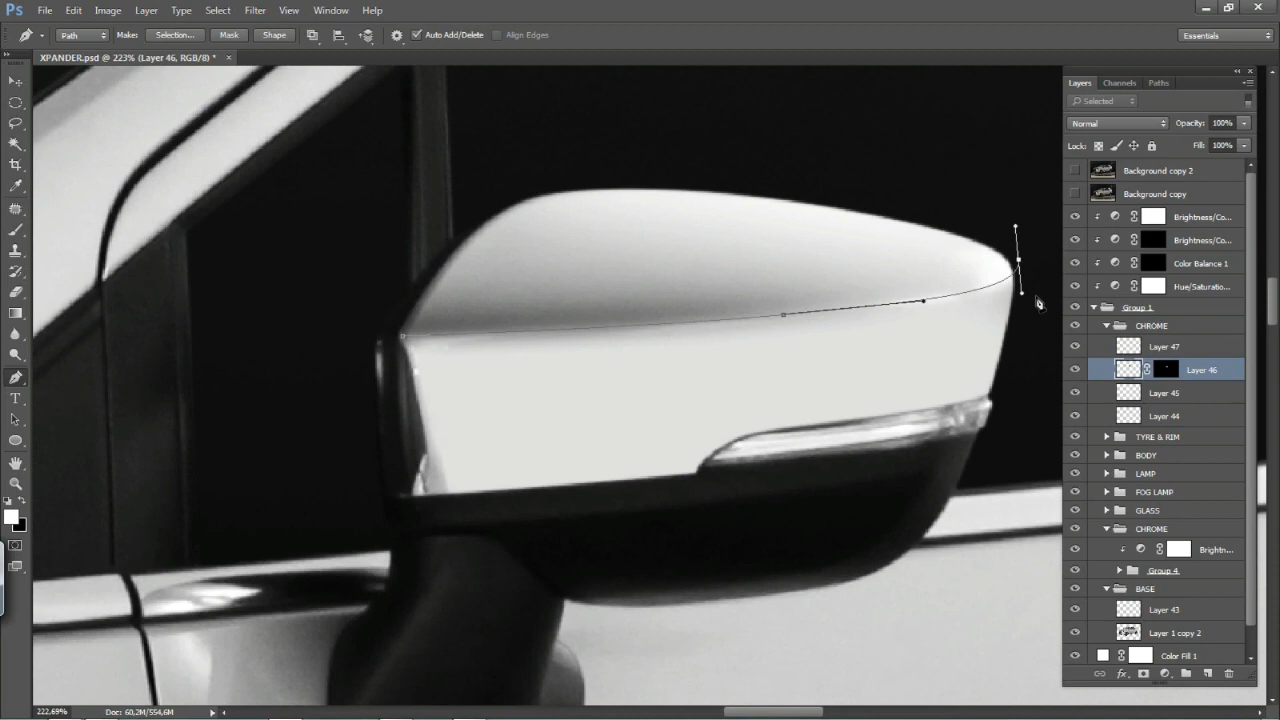 Ps File Edit Image Layer Type Select Filter View Window Help
Path Make: Selection... Mask Shape Auto Add/Delete Align Edges Essentials
XPANDER.psd @ 223% (Layer 46, RGB/8) * ×
Layers Channels Paths
Selected
Normal Opacity: 100%
Lock: Fill: 100%
Background copy 2
Background copy
Brightness/Co...
Brightness/Co...
Color Balance 1
Hue/Saturatio...
Group 1
CHROME
Layer 47
Layer 46
Layer 45
Layer 44
TYRE & RIM
BODY
LAMP
FOG LAMP
GLASS
CHROME
Brightn...
Group 4
BASE
Layer 43
Layer 1 copy 2
Color Fill 1
fx
222,69% Doc: 60,2M/554,6M